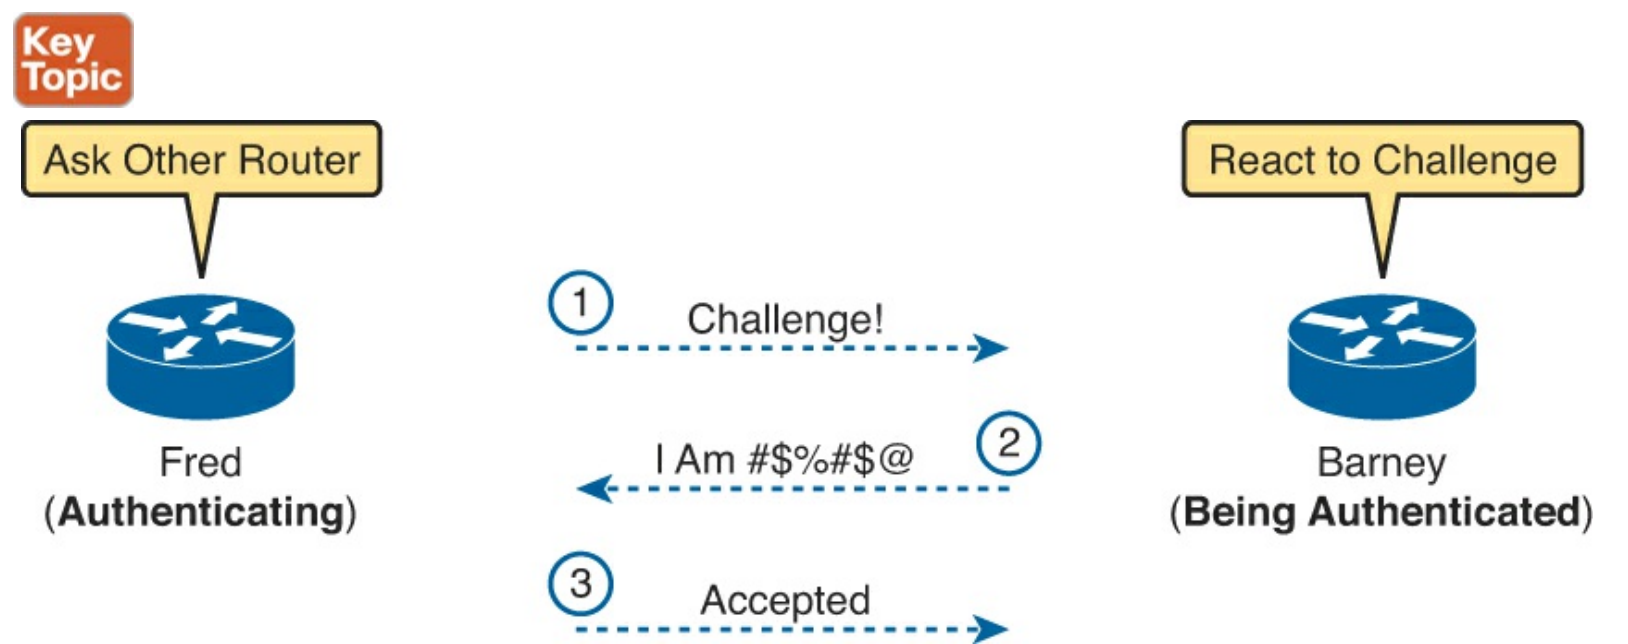 Key
Topic
Ask Other Router
React to Challenge
1
Challenge!
2
I Am #$%#$@
Fred
(Authenticating)
Barney
(Being Authenticated)
3
Accepted